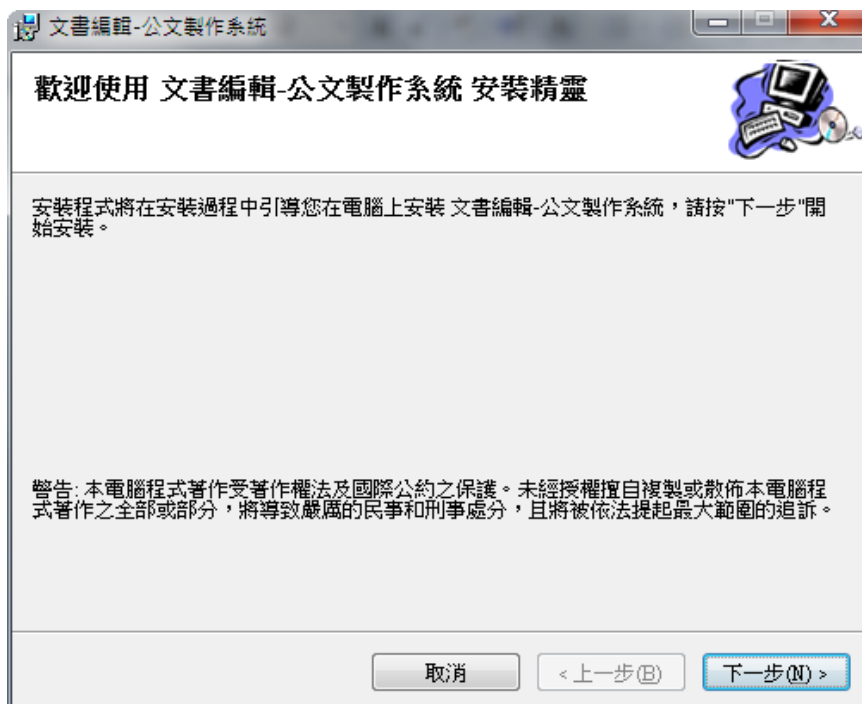 文書編輯-公文製作系統
歡迎使用 文書編輯-公文製作系統 安裝精靈
安裝程式將在安裝過程中引導您在電腦上安裝 文書編輯-公文製作系統，請按"下一步"開
始安裝。
警告: 本電腦程式著作受著作權法及國際公約之保護。未經授權擅自複製或散佈本電腦程
式著作之全部或部分，將導致嚴厲的民事和刑事處分，且將被依法提起最大範圍的追訴。
取消
< 上一步(B)
下一步(N) >